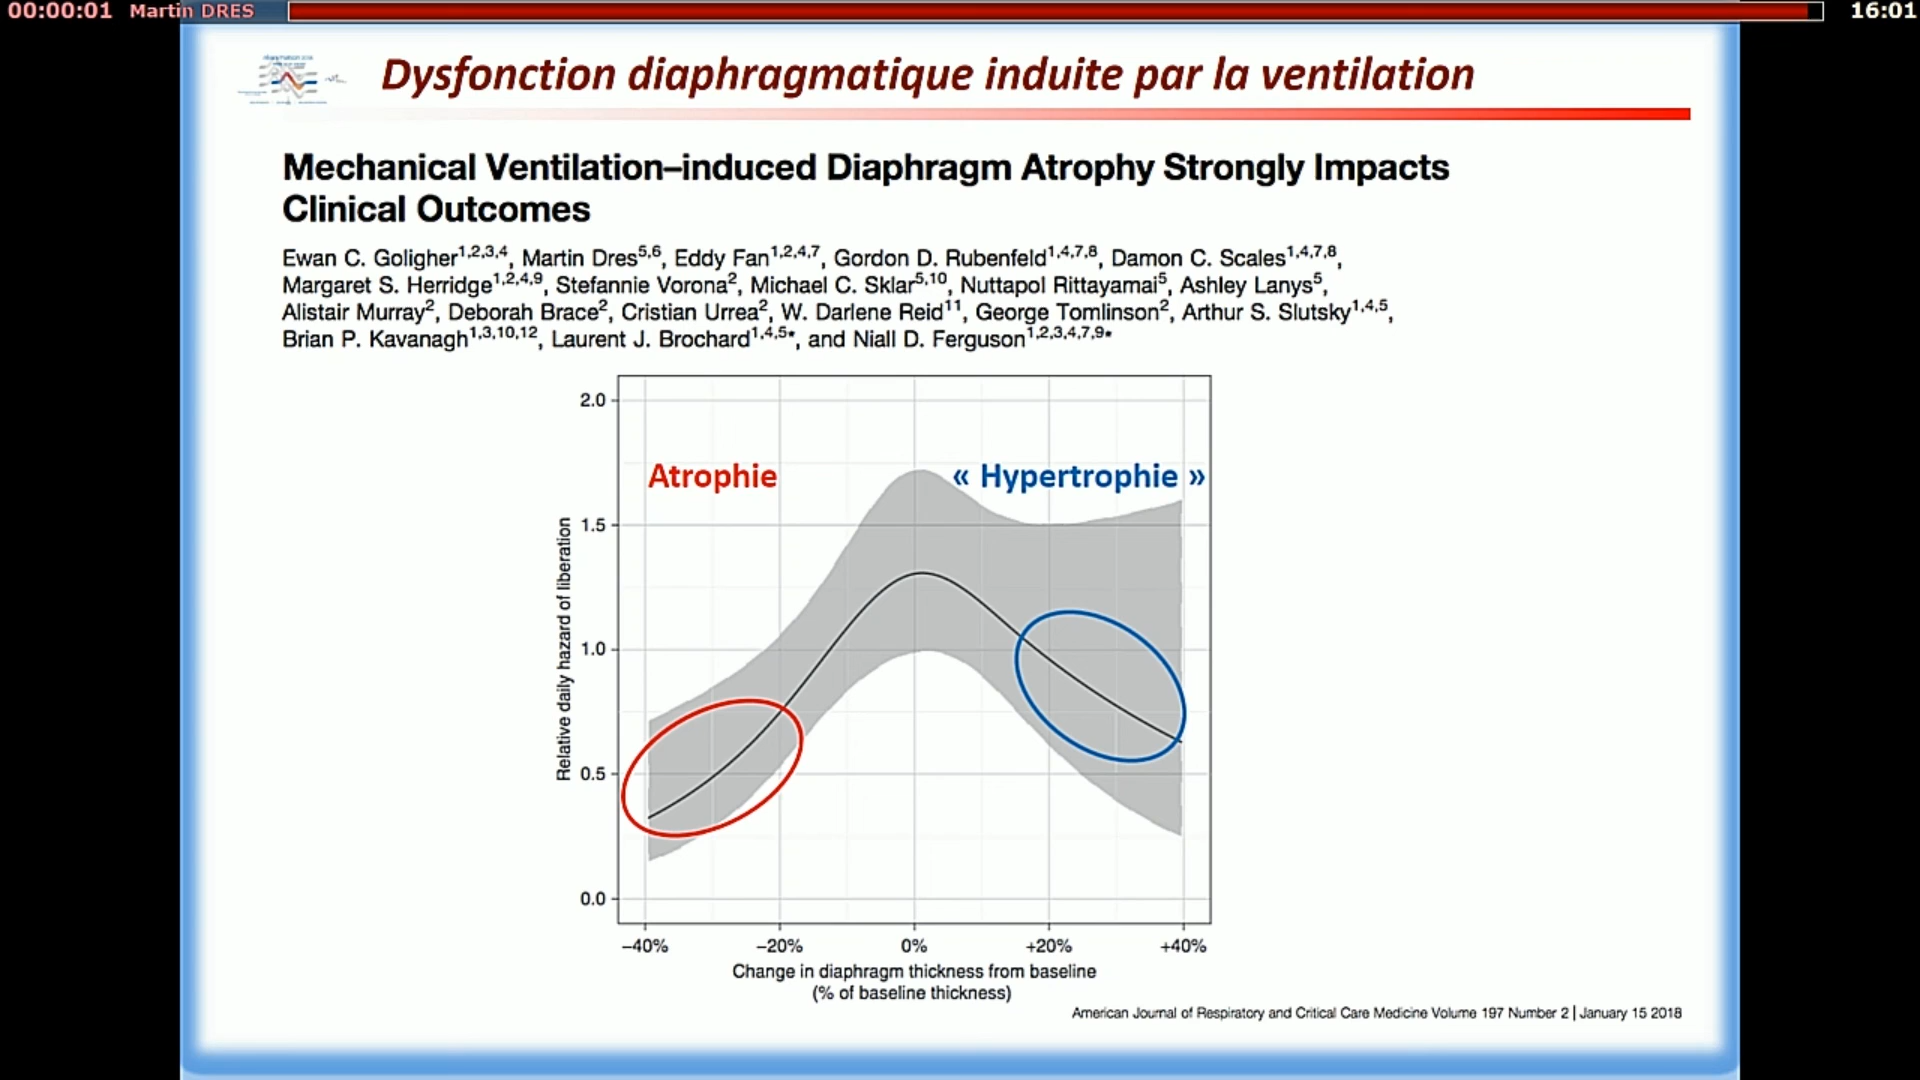 00:00:01 Martin DRES 16:01
Dysfonction diaphragmatique induite par la ventilation
Mechanical Ventilation–induced Diaphragm Atrophy Strongly Impacts
Clinical Outcomes
Ewan C. Goligher1,2,3,4, Martin Dres5,6, Eddy Fan1,2,4,7, Gordon D. Rubenfeld1,4,7,8, Damon C. Scales1,4,7,8,
Margaret S. Herridge1,2,4,9, Stefannie Vorona2, Michael C. Sklar5,10, Nuttapol Rittayamai5, Ashley Lanys5,
Alistair Murray2, Deborah Brace2, Cristian Urrea2, W. Darlene Reid11, George Tomlinson2, Arthur S. Slutsky1,4,5,
Brian P. Kavanagh1,3,10,12, Laurent J. Brochard1,4,5*, and Niall D. Ferguson1,2,3,4,7,9*
2.0
Atrophie
« Hypertrophie »
1.5
1.0
0.5
0.0
Relative daily hazard of liberation
–40% –20% 0% +20% +40%
Change in diaphragm thickness from baseline
(% of baseline thickness)
American Journal of Respiratory and Critical Care Medicine Volume 197 Number 2 | January 15 2018